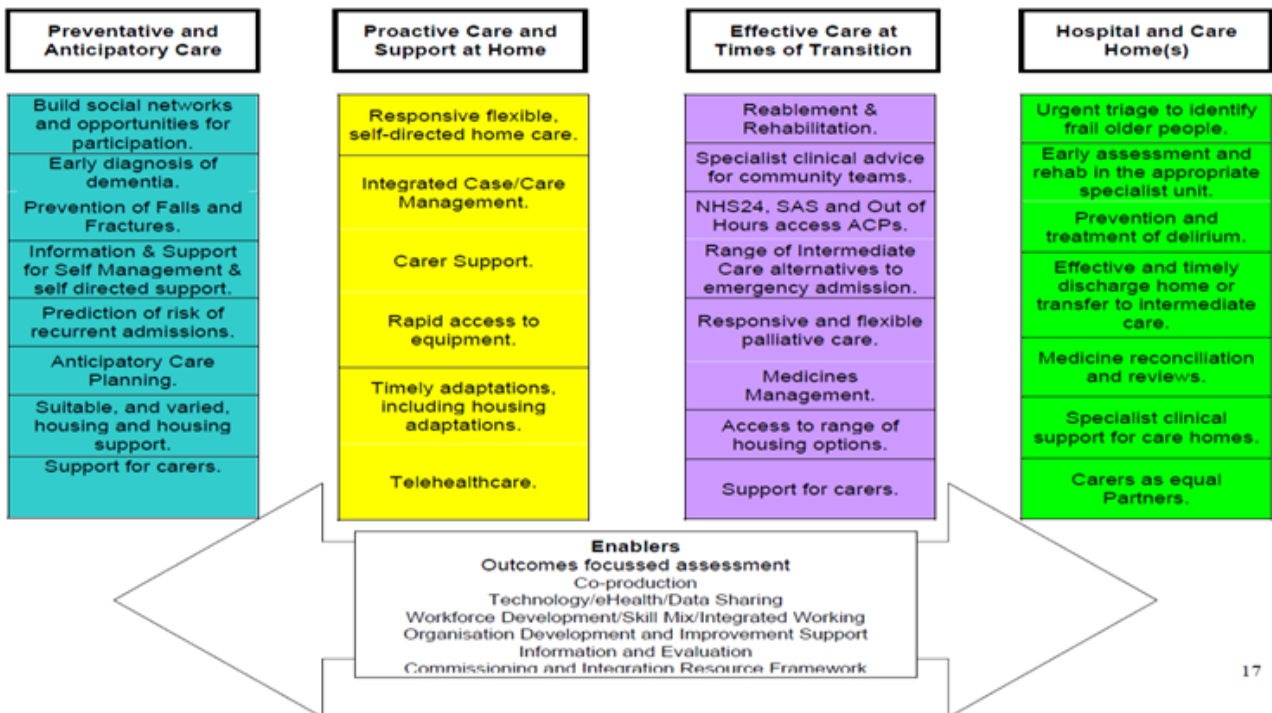 Preventative and
Anticipatory Care
Build social networks
and opportunities for
participation.
Early diagnosis of
dementia.
Prevention of Falls and
Fractures.
Information & Support
for Self Management &
self directed support.
Prediction of risk of
recurrent admissions.
Anticipatory Care
Planning.
Suitable, and varied,
housing and housing
support.
Support for carers.
Proactive Care and
Support at Home
Responsive flexible,
self-directed home care.
Integrated Case/Care
Management.
Carer Support.
Rapid access to
equipment.
Timely adaptations,
including housing
adaptations.
Telehealthcare.
Effective Care at
Times of Transition
Reablement &
Rehabilitation.
Specialist clinical advice
for community teams.
NHS24, SAS and Out of
Hours access ACPs.
Range of Intermediate
Care alternatives to
emergency admission.
Responsive and flexible
palliative care.
Medicines
Management.
Access to range of
housing options.
Support for carers.
Hospital and Care
Home(s)
Urgent triage to identify
frail older people.
Early assessment and
rehab in the appropriate
specialist unit.
Prevention and
treatment of delirium.
Effective and timely
discharge home or
transfer to intermediate
care.
Medicine reconciliation
and reviews.
Specialist clinical
support for care homes.
Carers as equal
Partners.
Enablers
Outcomes focussed assessment
Co-production
Technology/eHealth/Data Sharing
Workforce Development/Skill Mix/Integrated Working
Organisation Development and Improvement Support
Information and Evaluation
Commissioning and Integration Resource Framework
17